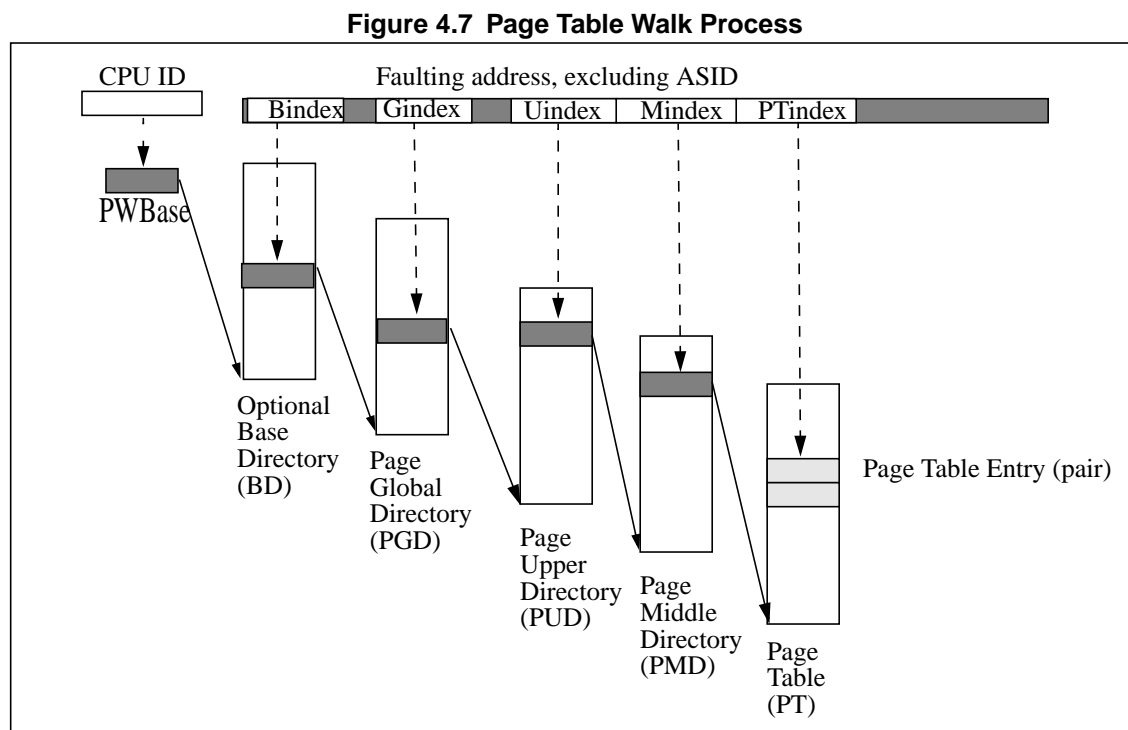 Figure 4.7 Page Table Walk Process
CPU ID
Faulting address, excluding ASID
Bindex
Gindex
Uindex
Mindex
PTindex
PWBase
Optional
Base
Directory
(BD)
Page
Global
Directory
(PGD)
Page
Upper
Directory
(PUD)
Page
Middle
Directory
(PMD)
Page
Table
(PT)
Page Table Entry (pair)